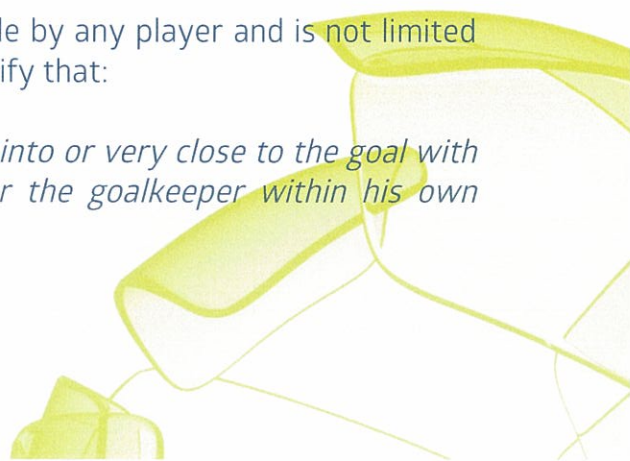 le by any player and is not limited
ify that:
into or very close to the goal with
r the goalkeeper within his own